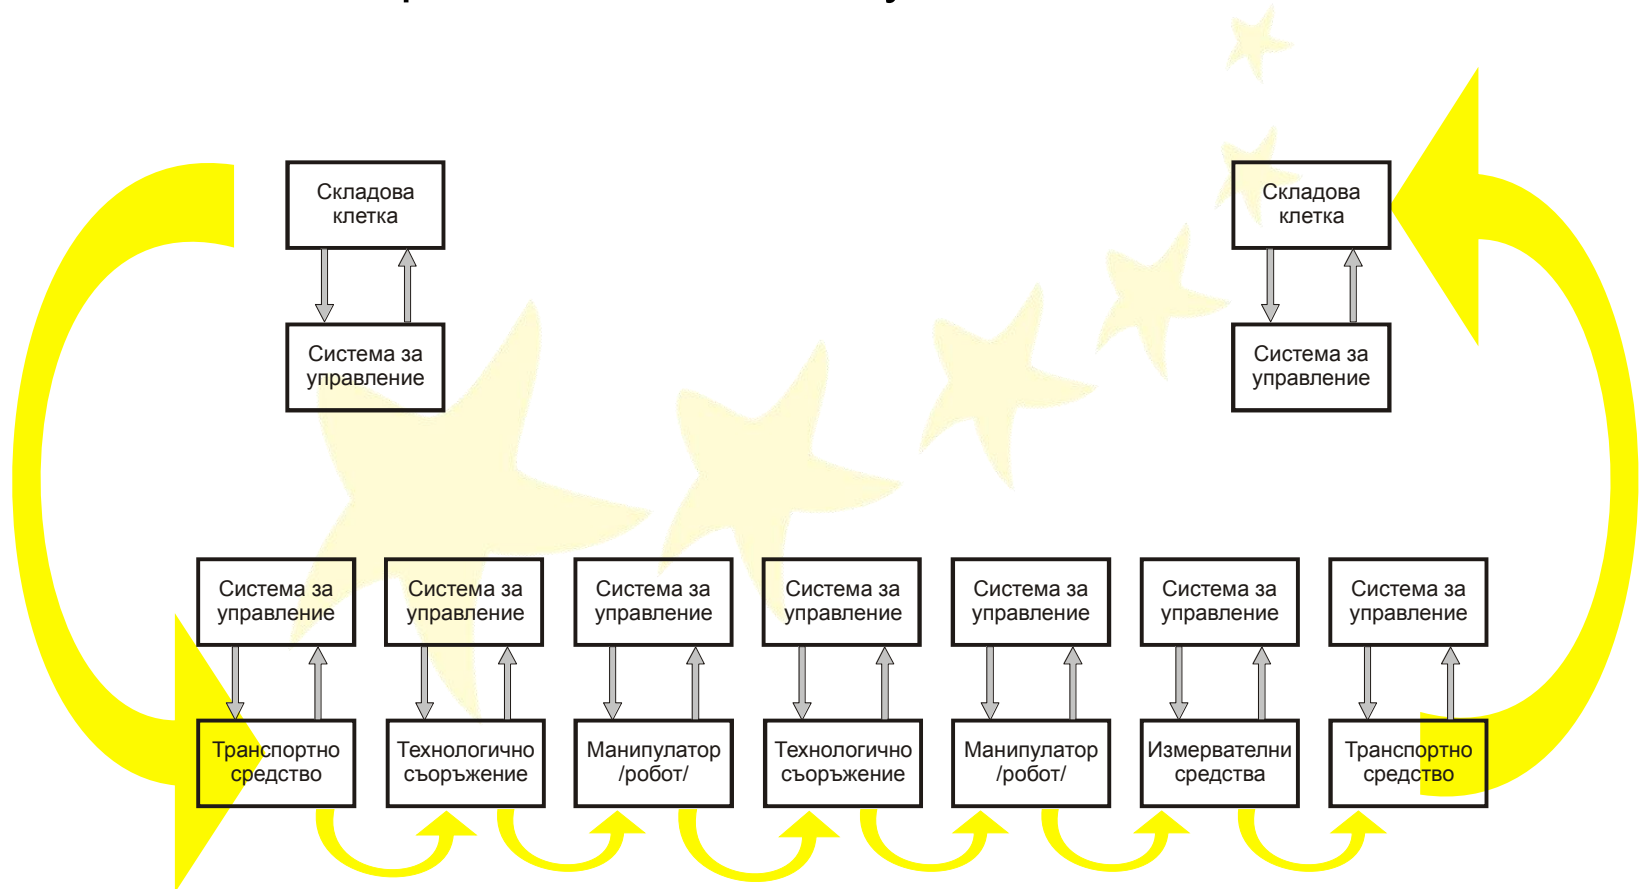 Складова
клетка
Складова
клетка
Система за
управление
Система за
управление
Система за
управление
Система за
управление
Система за
управление
Система за
управление
Система за
управление
Система за
управление
Система за
управление
Транспортно
средство
Технологично
съоръжение
Манипулатор
/робот/
Технологично
съоръжение
Манипулатор
/робот/
Измервателни
средства
Транспортно
средство